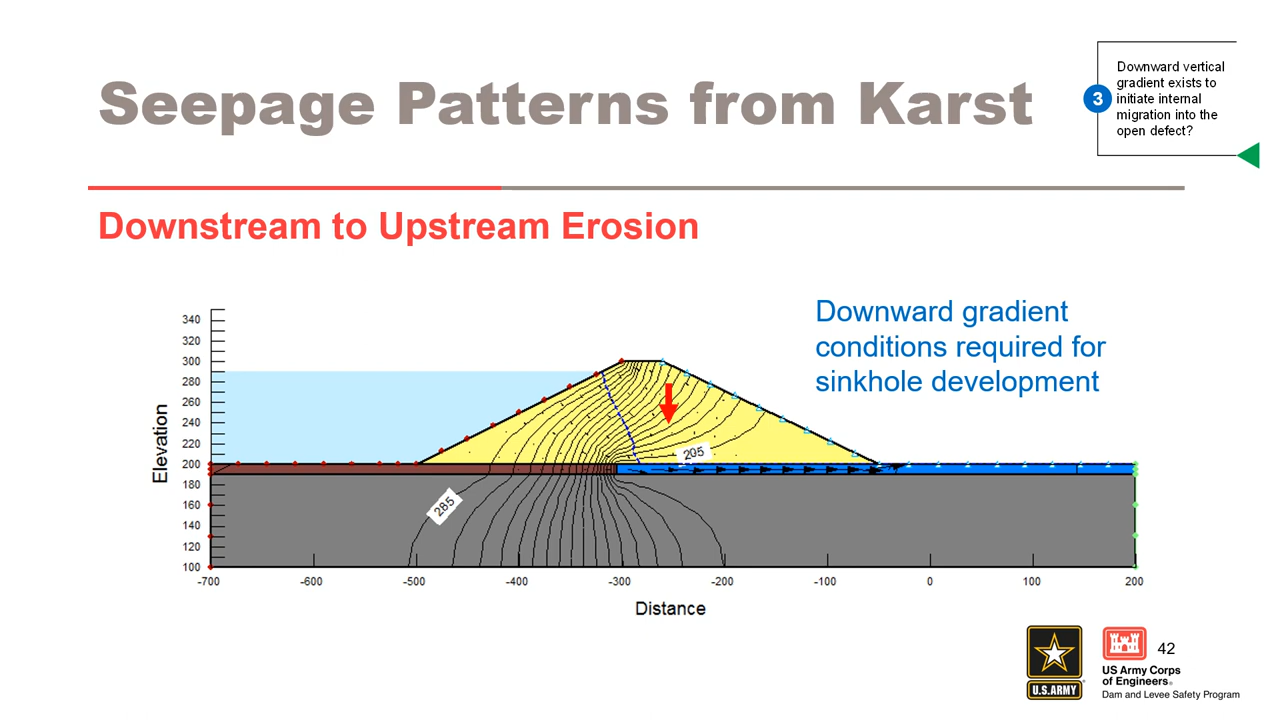 Seepage Patterns from Karst
3
Downward vertical
gradient exists to
initiate internal
migration into the
open defect?
Downstream to Upstream Erosion
Downward gradient
conditions required for
sinkhole development
Elevation
340
320
300
280
260
240
220
200
180
160
140
120
100
205
285
-700
-600
-500
-400
-300
-200
-100
0
100
200
Distance
U.S.ARMY
US Army Corps
of Engineers®
Dam and Levee Safety Program
42